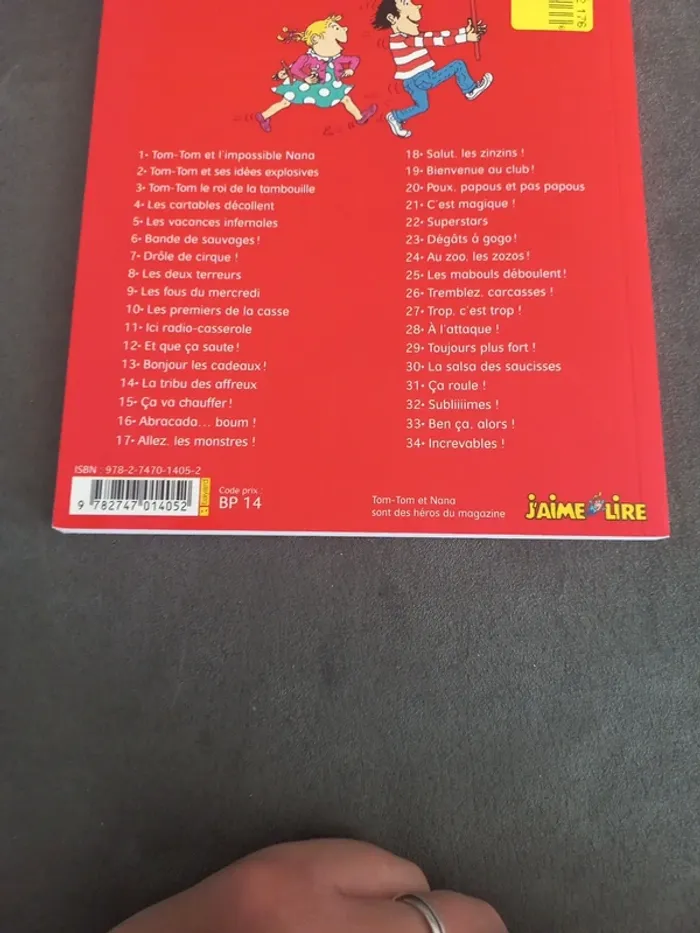 2 176
1• Tom-Tom et l'impossible Nana
2• Tom-Tom et ses idées explosives
3• Tom-Tom le roi de la tambouille
4• Les cartables décollent
5• Les vacances infernales
6• Bande de sauvages !
7• Drôle de cirque !
8• Les deux terreurs
9• Les fous du mercredi
10• Les premiers de la casse
11• Ici radio-casserole
12• Et que ça saute !
13• Bonjour les cadeaux !
14• La tribu des affreux
15• Ça va chauffer !
16• Abracada... boum !
17• Allez, les monstres !
18• Salut, les zinzins !
19• Bienvenue au club !
20• Poux, papous et pas papous
21• C'est magique !
22• Superstars
23• Dégâts à gogo !
24• Au zoo, les zozos !
25• Les mabouls déboulent !
26• Tremblez, carcasses !
27• Trop, c'est trop !
28• À l'attaque !
29• Toujours plus fort !
30• La salsa des saucisses
31• Ça roule !
32• Subliiiimes !
33• Ben ça, alors !
34• Increvables !
ISBN : 978-2-7470-1405-2
9 782747 014052
Code prix :
BP 14
Tom-Tom et Nana
sont des héros du magazine
J'AIME LIRE